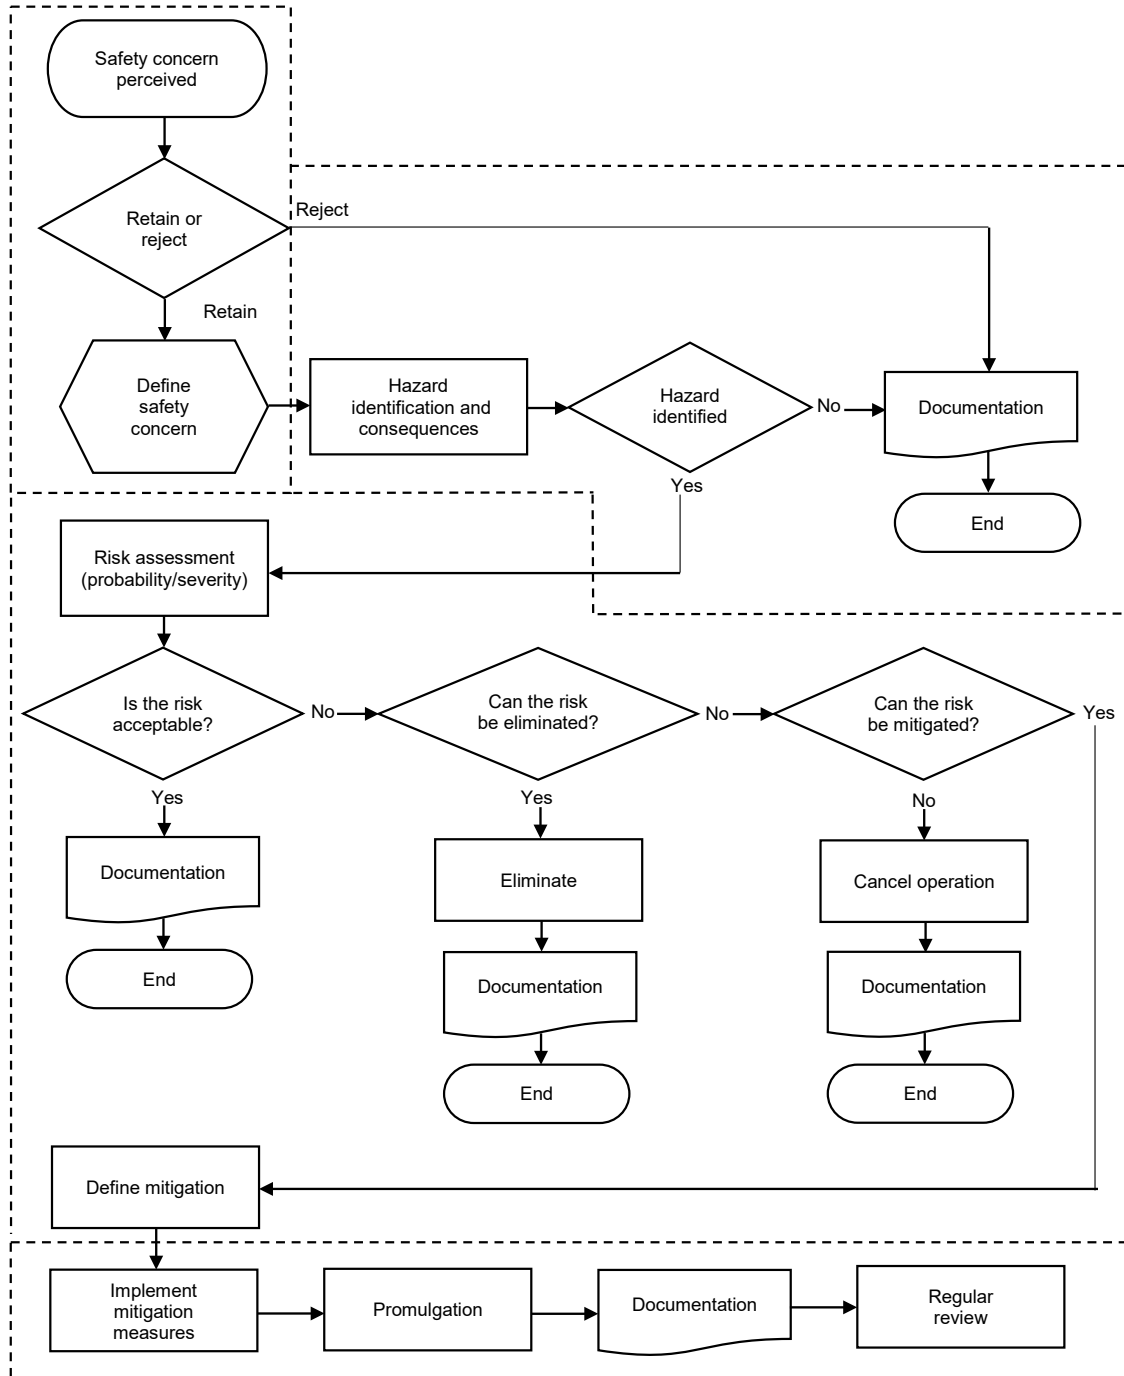 Safety concern
perceived
Retain or
reject
Reject
Retain
Define
safety
concern
Hazard
identification and
consequences
Hazard
identified
No
Documentation
Yes
End
Risk assessment
(probability/severity)
Is the risk
acceptable?
No
Can the risk
be eliminated?
No
Can the risk
be mitigated?
Yes
Yes
Documentation
End
Yes
Eliminate
Documentation
End
No
Cancel operation
Documentation
End
Define mitigation
Implement
mitigation
measures
Promulgation
Documentation
Regular
review